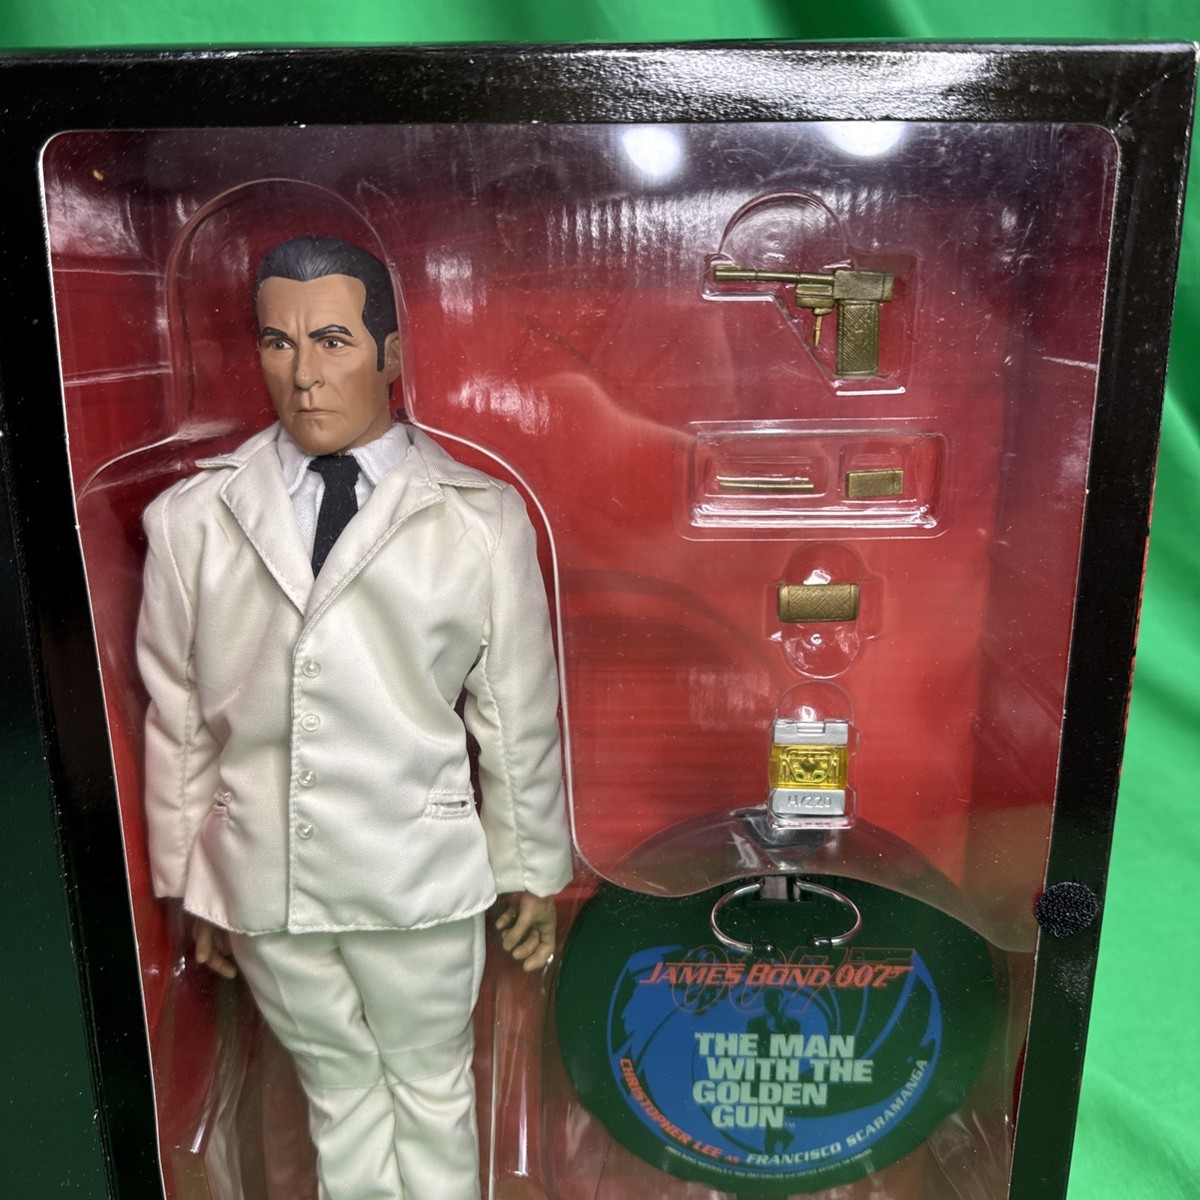 JAMES BOND 007
THE MAN
WITH THE
GOLDEN
GUN
CHRISTOPHER LEE AS FRANCISCO SCARAMANGA